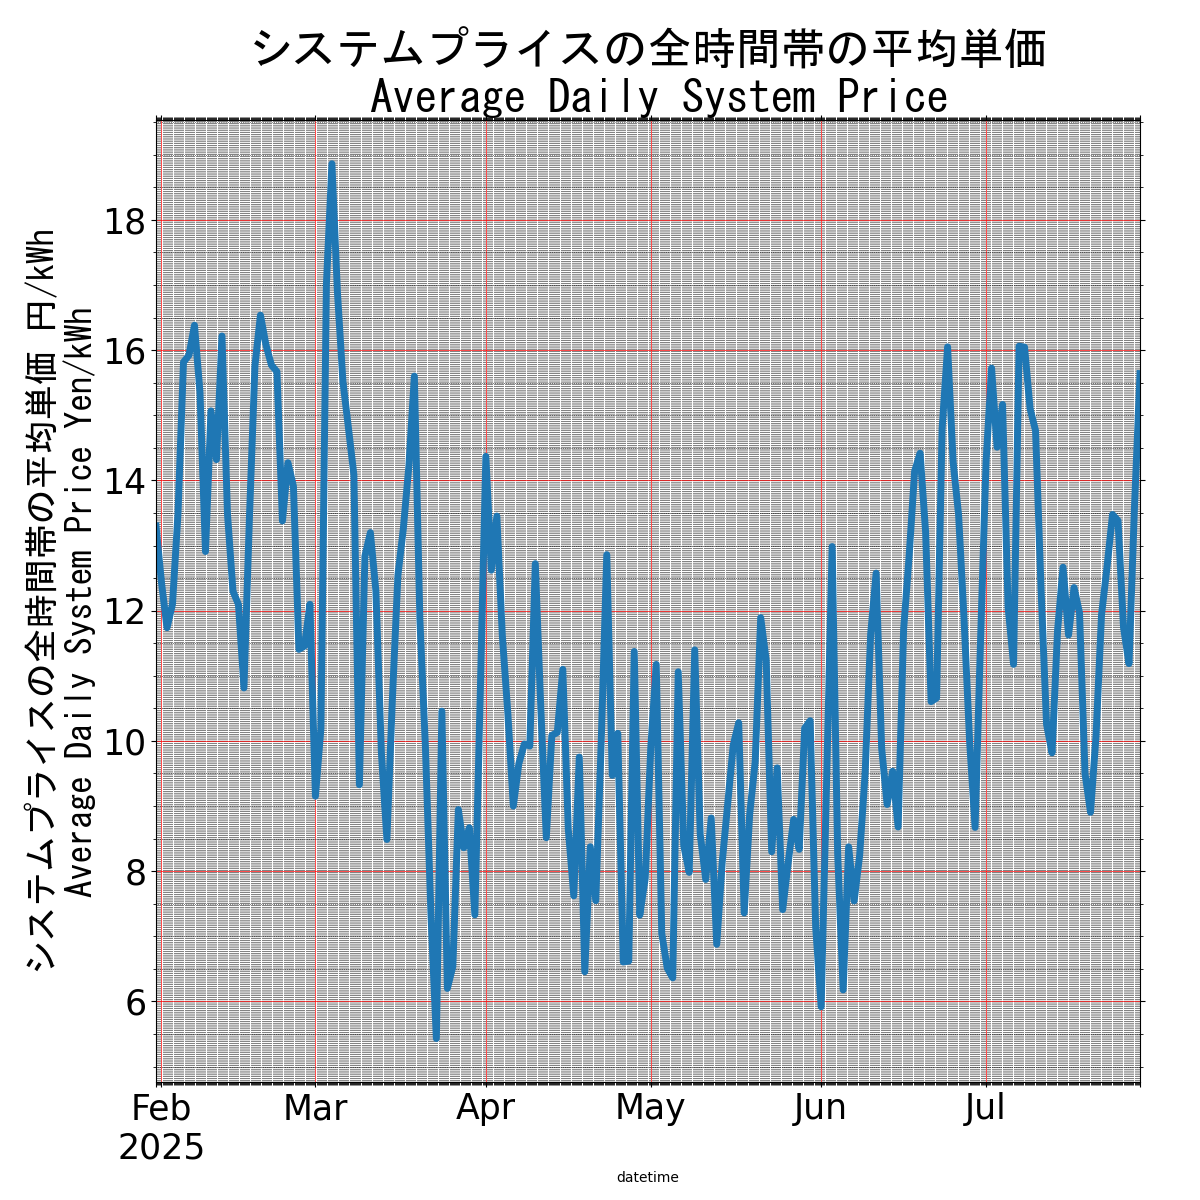 システムプライスの全時間帯の平均単価
Average Daily System Price
システムプライスの全時間帯の平均単価 円/kWh
Average Daily System Price Yen/kWh
18
16
14
12
10
8
6
Feb
2025
Mar
Apr
May
Jun
Jul
datetime